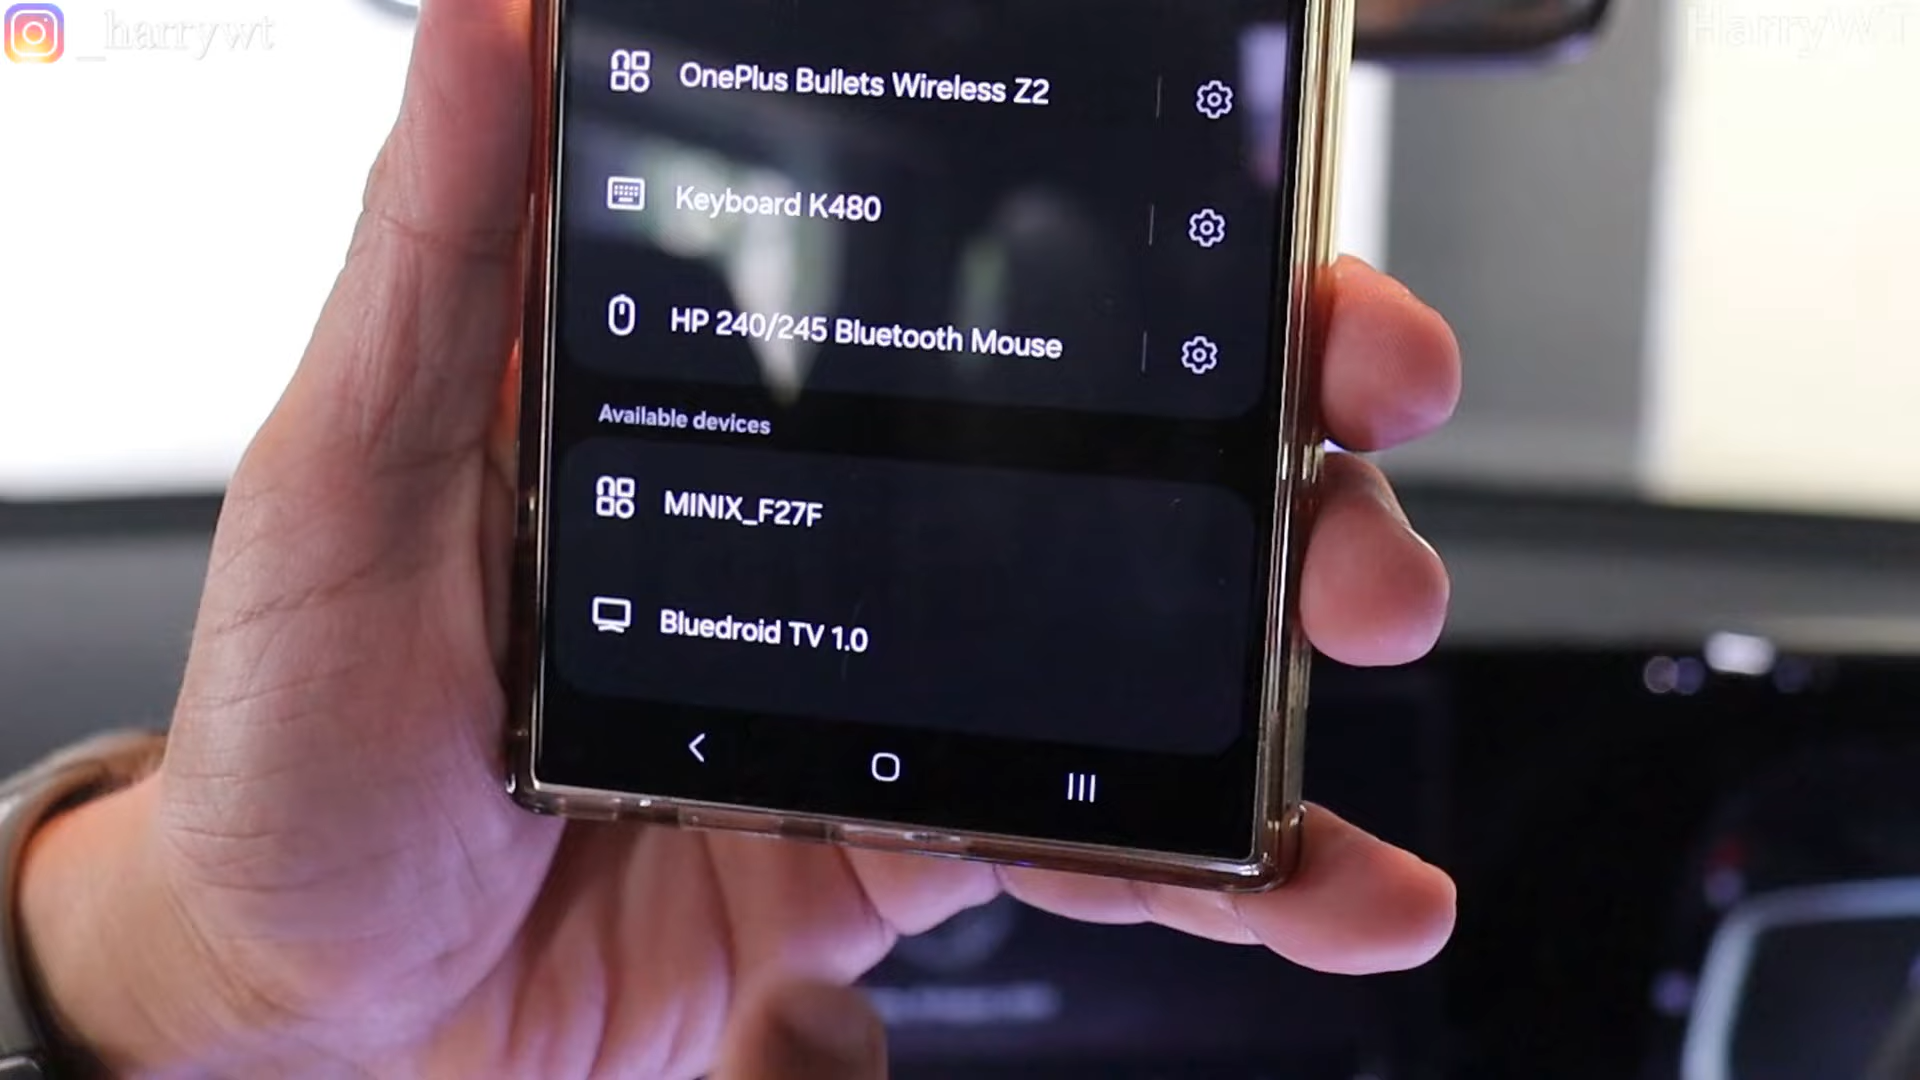 _harrywt
HarryWT
OnePlus Bullets Wireless Z2
Keyboard K480
HP 240/245 Bluetooth Mouse
Available devices
MINIX_F27F
Bluedroid TV 1.0